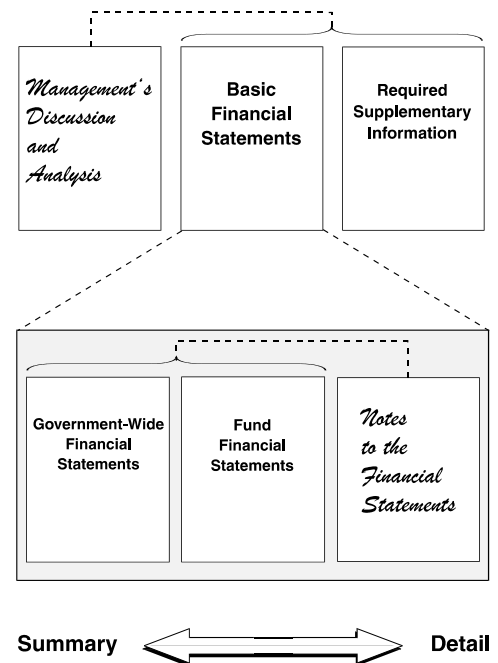 Management's
Discussion
and
Analysis
Basic
Financial
Statements
Required
Supplementary
Information
Government-Wide
Financial
Statements
Fund
Financial
Statements
Notes
to the
Financial
Statements
Summary
Detail